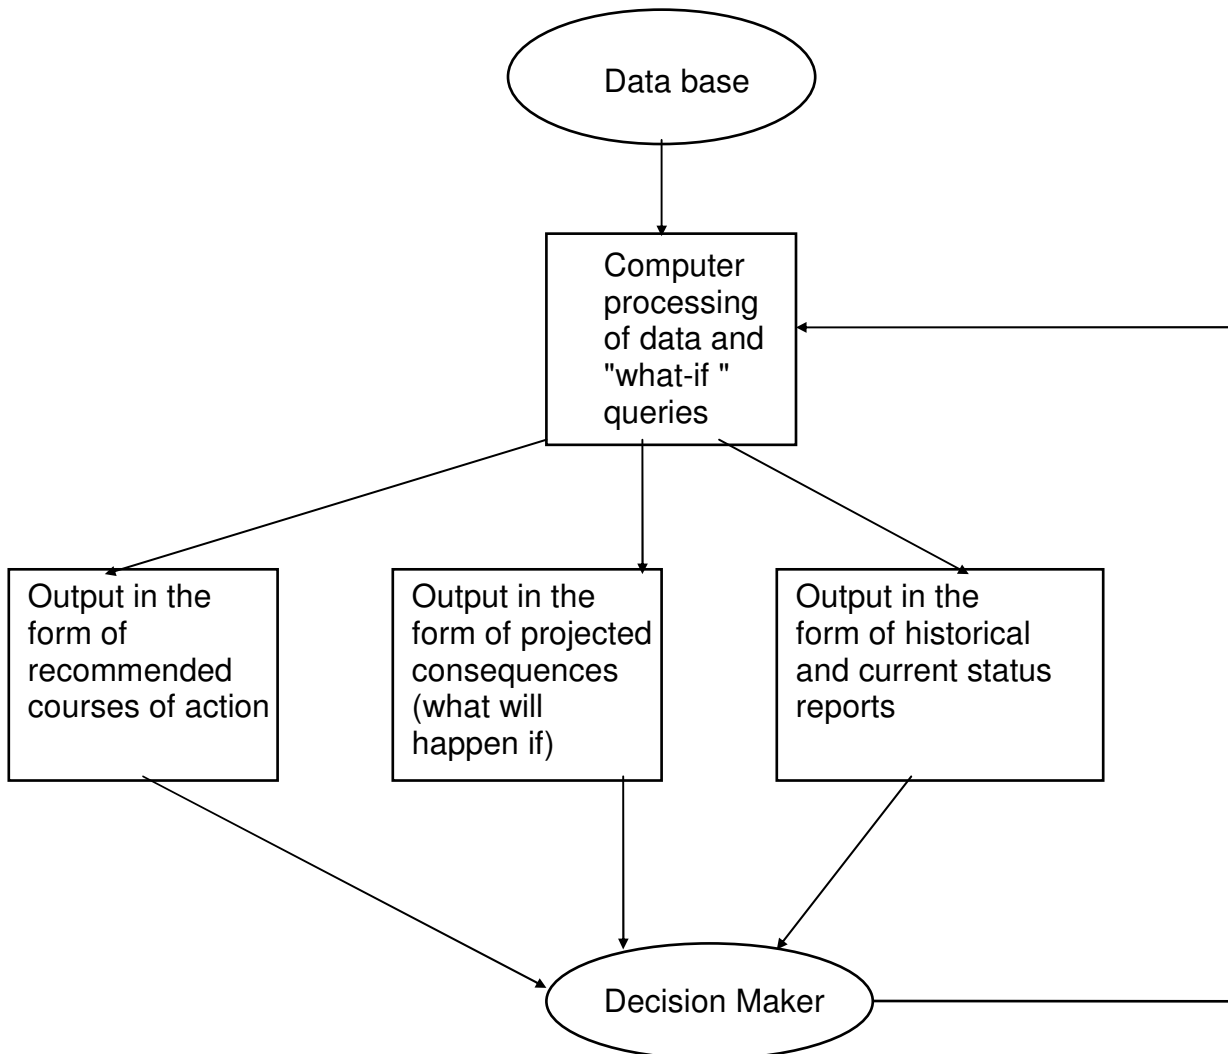 Data base
Computer
processing
of data and
"what-if "
queries
Output in the
form of
recommended
courses of action
Output in the
form of projected
consequences
(what will
happen if)
Output in the
form of historical
and current status
reports
Decision Maker